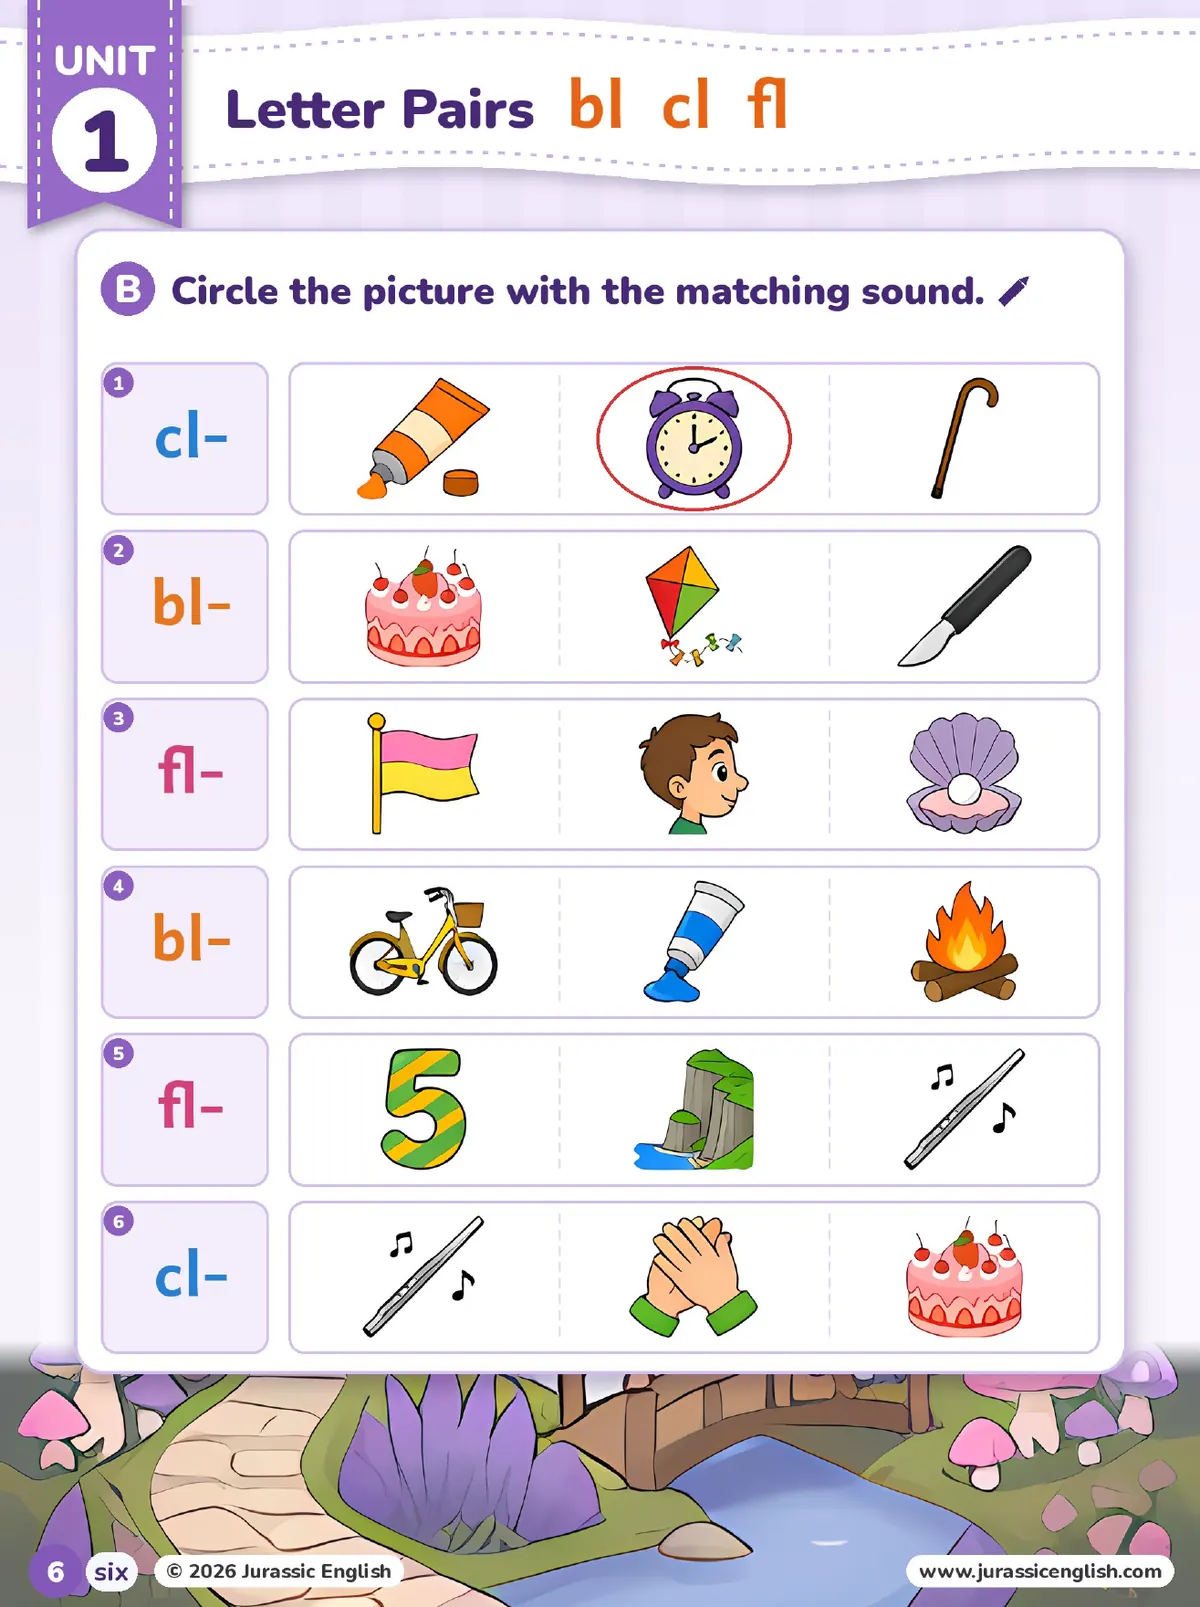 UNIT
1
Letter Pairs bl cl fl
B Circle the picture with the matching sound.
1
cl-
2
bl-
3
fl-
4
bl-
5
fl-
5
6
cl-
6 six © 2026 Jurassic English www.jurassicenglish.com